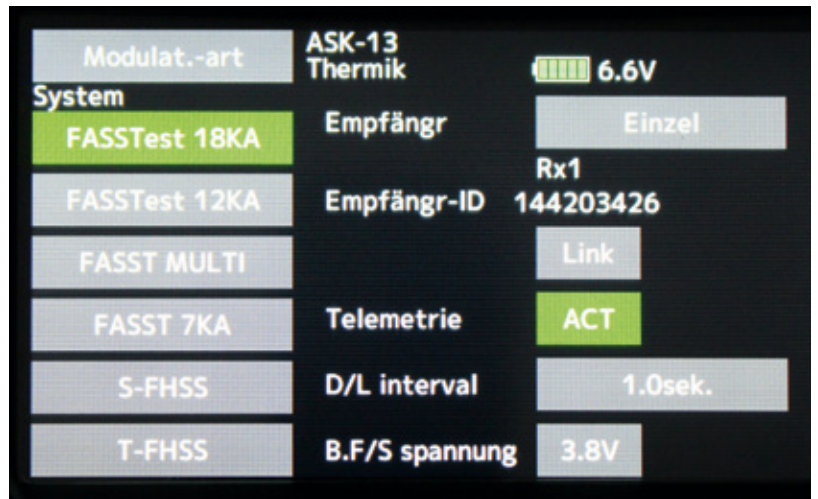 Modulat.-art
ASK-13
Thermik
6.6V
System
FASSTest 18KA
Empfängr
Einzel
Rx1
FASSTest 12KA
Empfängr-ID 144203426
FASST MULTI
Link
FASST 7KA
Telemetrie
ACT
S-FHSS
D/L interval
1.0sek.
T-FHSS
B.F/S spannung
3.8V